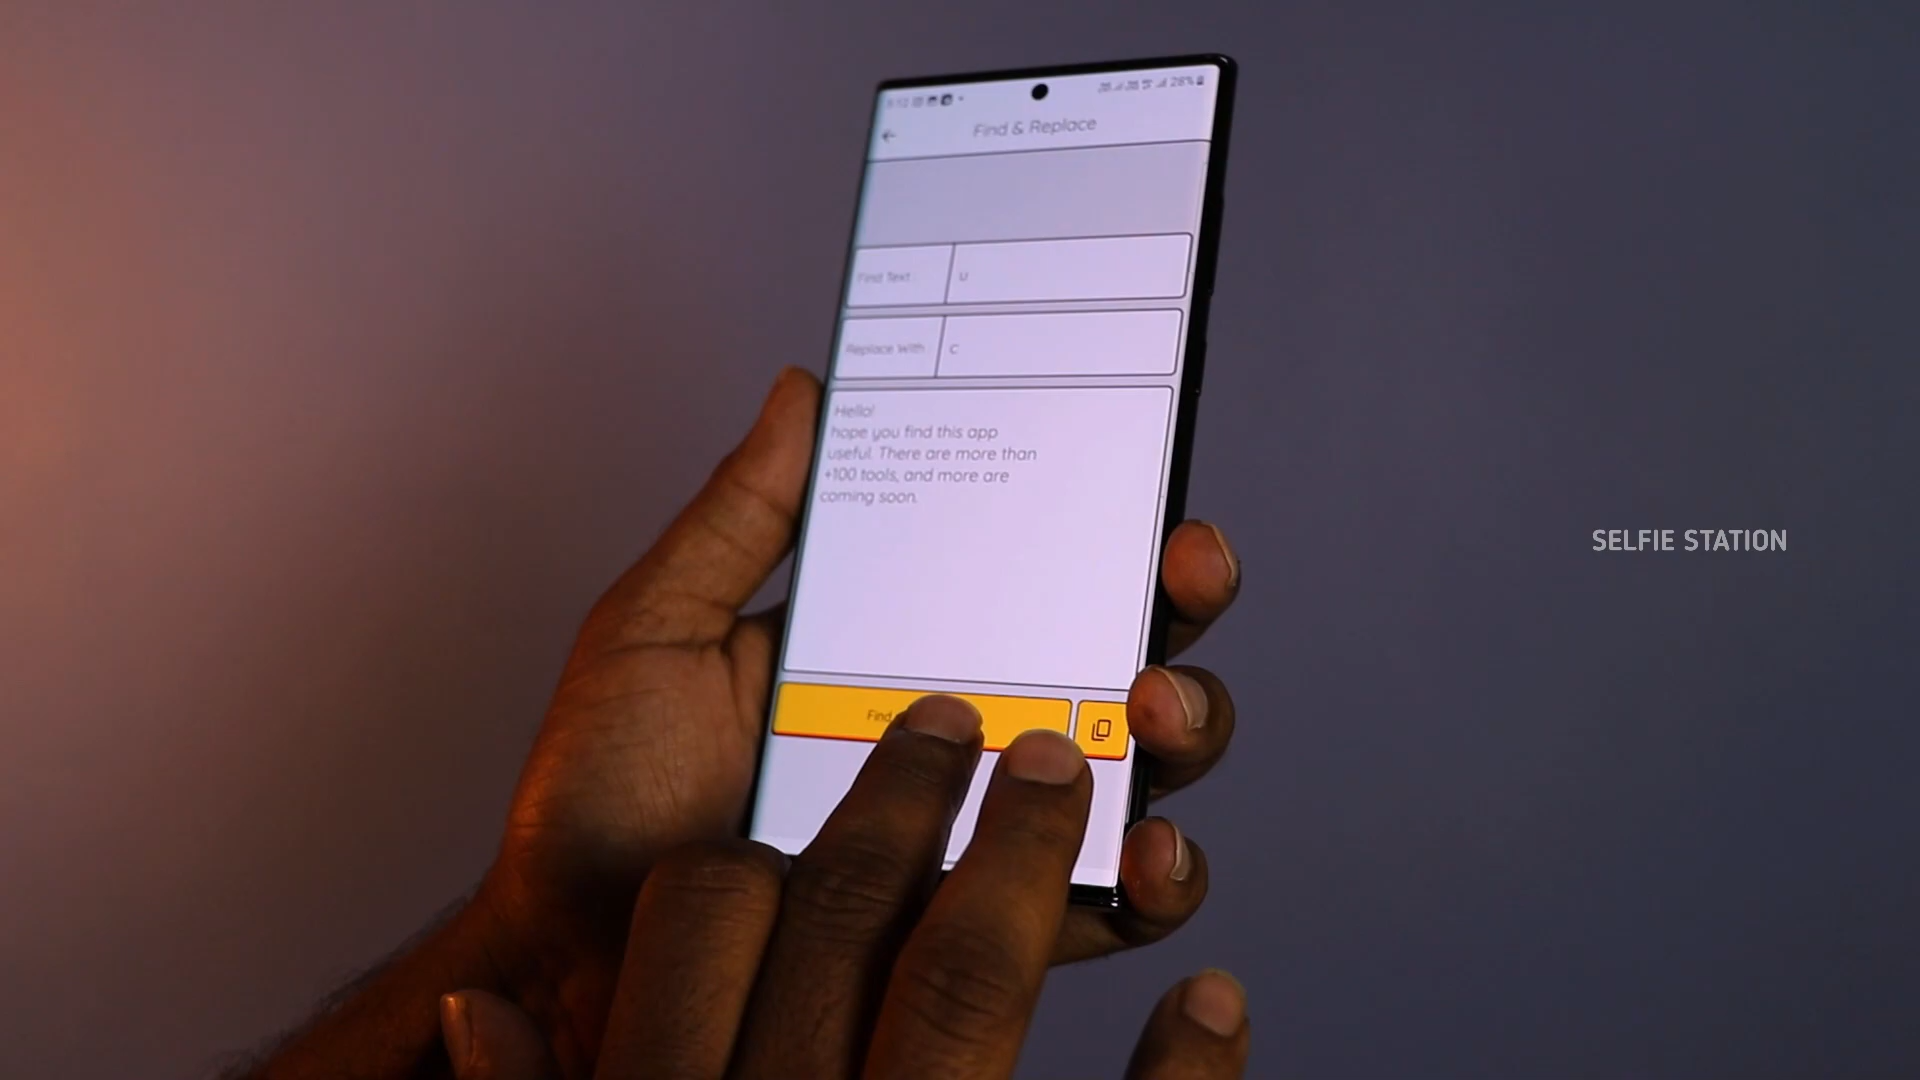 28%
Find & Replace
Find Text :
U
Replace With :
C
Hello!
hope you find this app
useful. There are more than
+100 tools, and more are
coming soon.
Find
SELFIE STATION